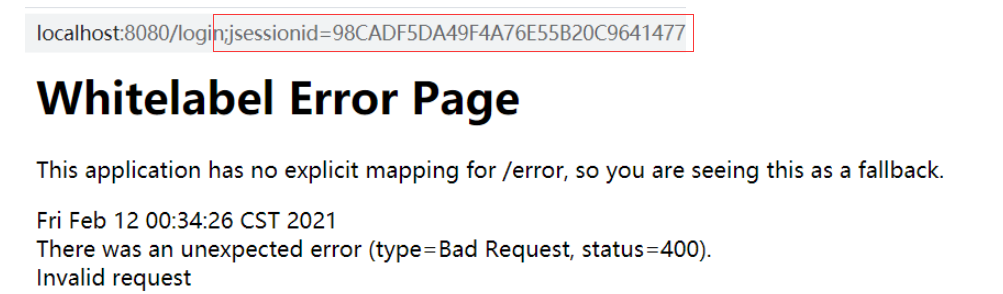 localhost:8080/login;jsessionid=98CADF5DA49F4A76E55B20C9641477
Whitelabel Error Page
This application has no explicit mapping for /error, so you are seeing this as a fallback.
Fri Feb 12 00:34:26 CST 2021
There was an unexpected error (type=Bad Request, status=400).
Invalid request